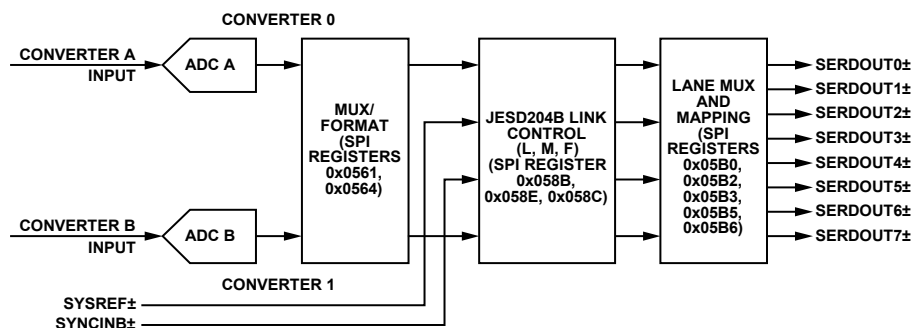 CONVERTER 0
CONVERTER A
INPUT
ADC A
MUX/
FORMAT
(SPI
REGISTERS
0x0561,
0x0564)
JESD204B LINK
CONTROL
(L, M, F)
(SPI REGISTER
0x058B,
0x058E, 0x058C)
LANE MUX
AND
MAPPING
(SPI
REGISTERS
0x05B0,
0x05B2,
0x05B3,
0x05B5,
0x05B6)
SERDOUT0±
SERDOUT1±
SERDOUT2±
SERDOUT3±
SERDOUT4±
SERDOUT5±
SERDOUT6±
SERDOUT7±
CONVERTER B
INPUT
ADC B
CONVERTER 1
SYSREF±
SYNCINB±